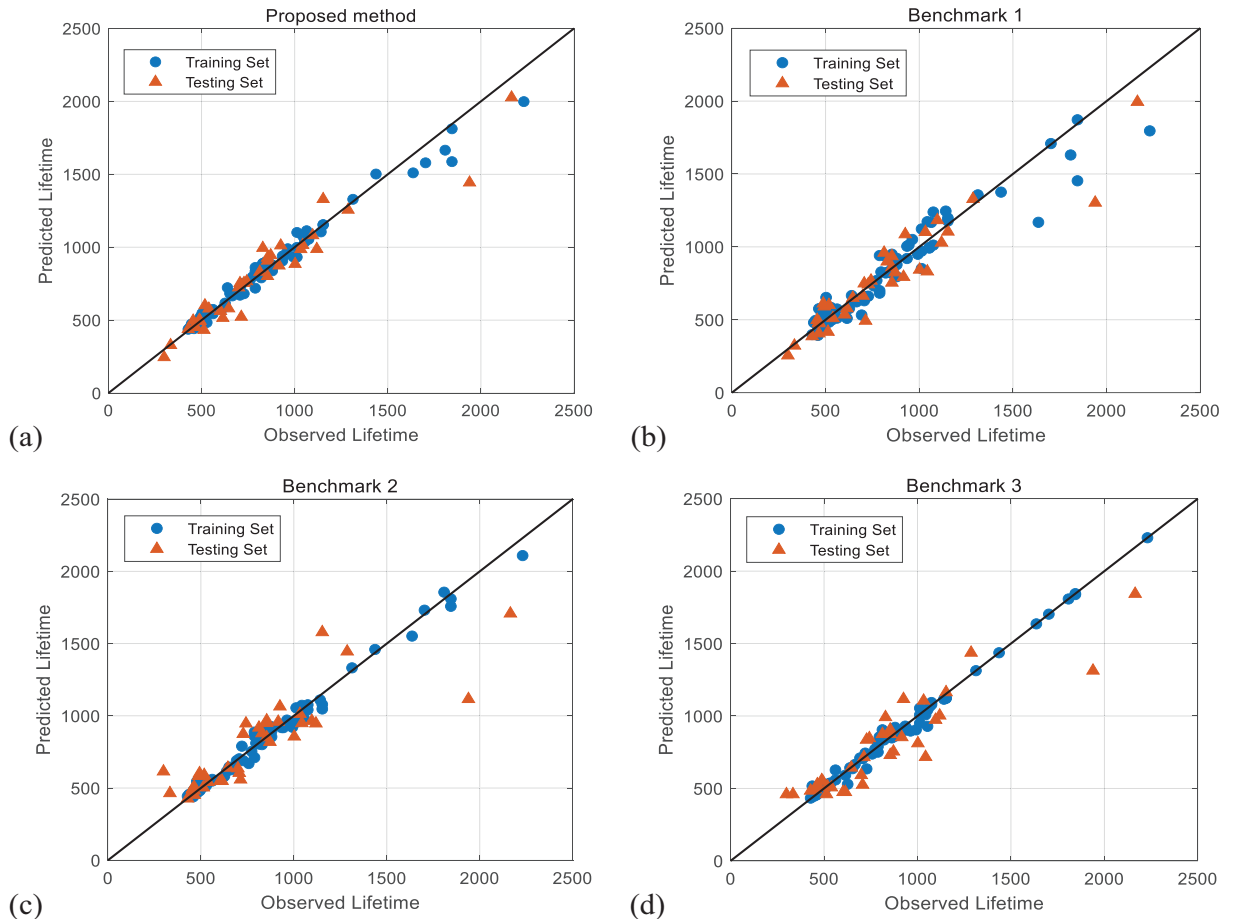 Proposed method
2500
2000
1500
1000
500
0
Predicted Lifetime
Training Set
Testing Set
0 500 1000 1500 2000 2500
Observed Lifetime
(a)
Benchmark 1
2500
2000
1500
1000
500
0
Predicted Lifetime
Training Set
Testing Set
0 500 1000 1500 2000 2500
Observed Lifetime
(b)
Benchmark 2
2500
2000
1500
1000
500
0
Predicted Lifetime
Training Set
Testing Set
0 500 1000 1500 2000 2500
Observed Lifetime
(c)
Benchmark 3
2500
2000
1500
1000
500
0
Predicted Lifetime
Training Set
Testing Set
0 500 1000 1500 2000 2500
Observed Lifetime
(d)